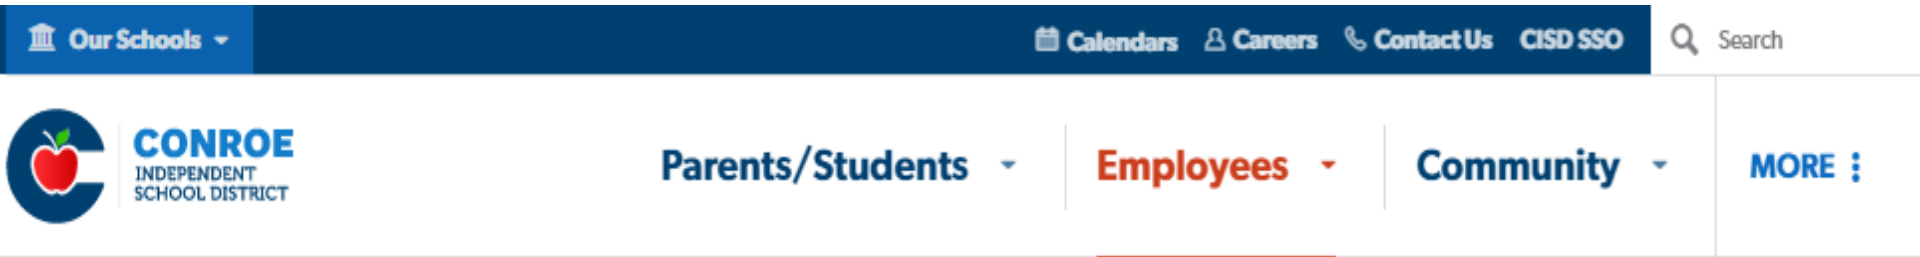 Our Schools
Calendars
Careers
Contact Us
CISD SSO
Search
CONROE
INDEPENDENT
SCHOOL DISTRICT
Parents/Students
Employees
Community
MORE